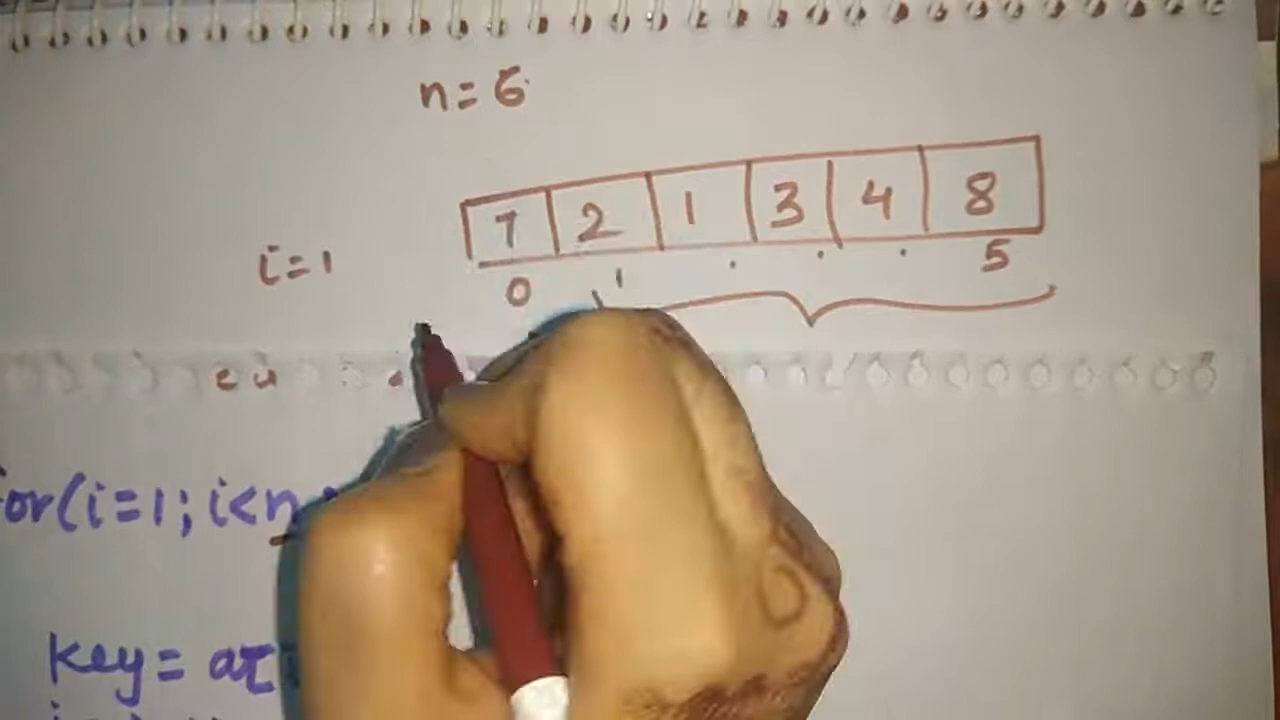 n=6
7 2 1 3 4 8
i=1
0 1 . . . 5
for(i=1; i<n
key= a